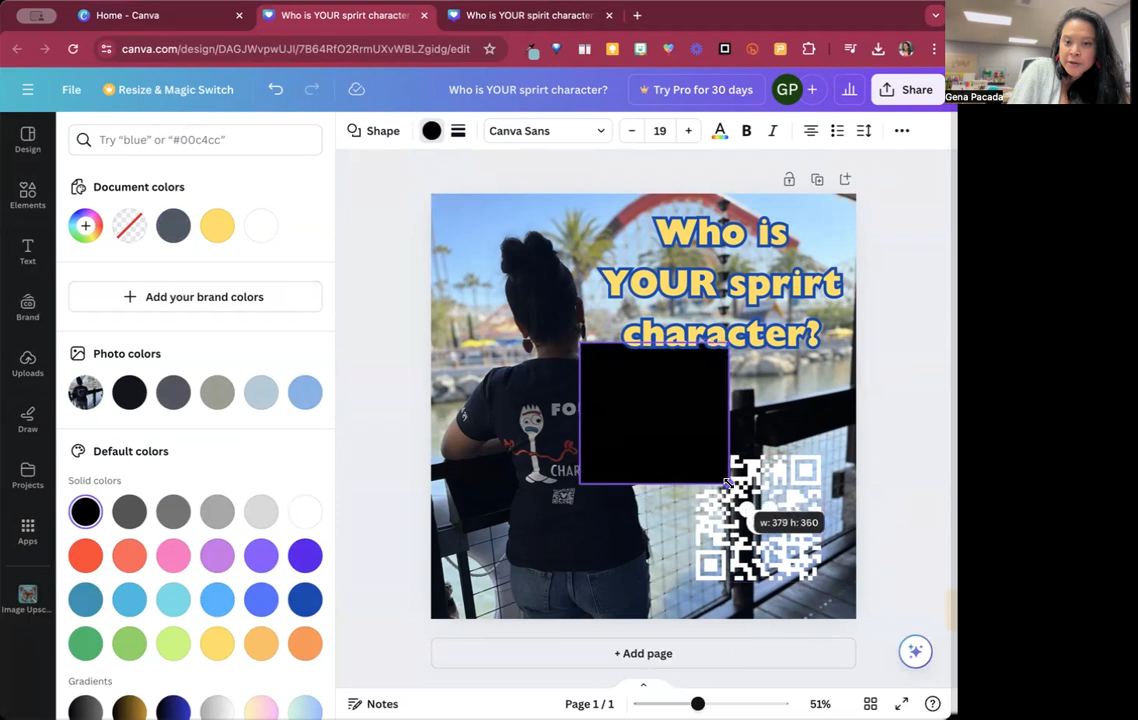 Home - Canva
Who is YOUR sprirt character
Who is YOUR spirit character
canva.com/design/DAGJWvpwUJI/7B64RfO2RrmUXvWBLZgidg/edit
File
Resize & Magic Switch
Who is YOUR sprirt character?
Try Pro for 30 days
GP
Share
Gena Pacada
Design
Elements
Text
Brand
Uploads
Draw
Projects
Apps
Image Upsc...
Try “blue” or “#00c4cc”
Document colors
Add your brand colors
Photo colors
Default colors
Solid colors
Gradients
Shape
Canva Sans
19
A
B
I
Who is
YOUR sprirt
character?
FO
CHAR
w: 379 h: 360
+ Add page
Notes
Page 1 / 1
51%